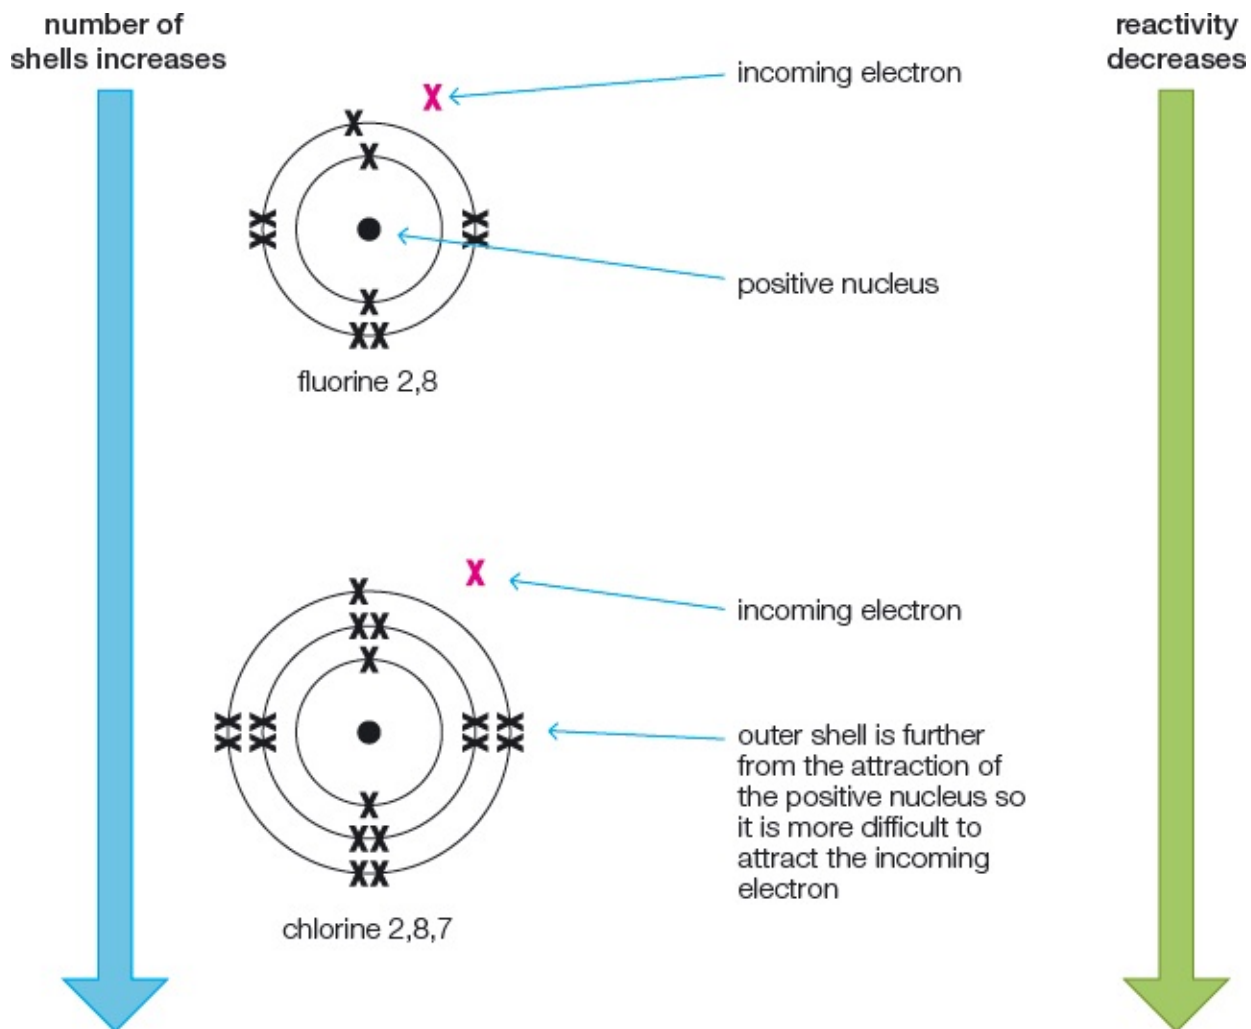 number of
shells increases
reactivity
decreases
incoming electron
positive nucleus
fluorine 2,8
incoming electron
outer shell is further
from the attraction of
the positive nucleus so
it is more difficult to
attract the incoming
electron
chlorine 2,8,7